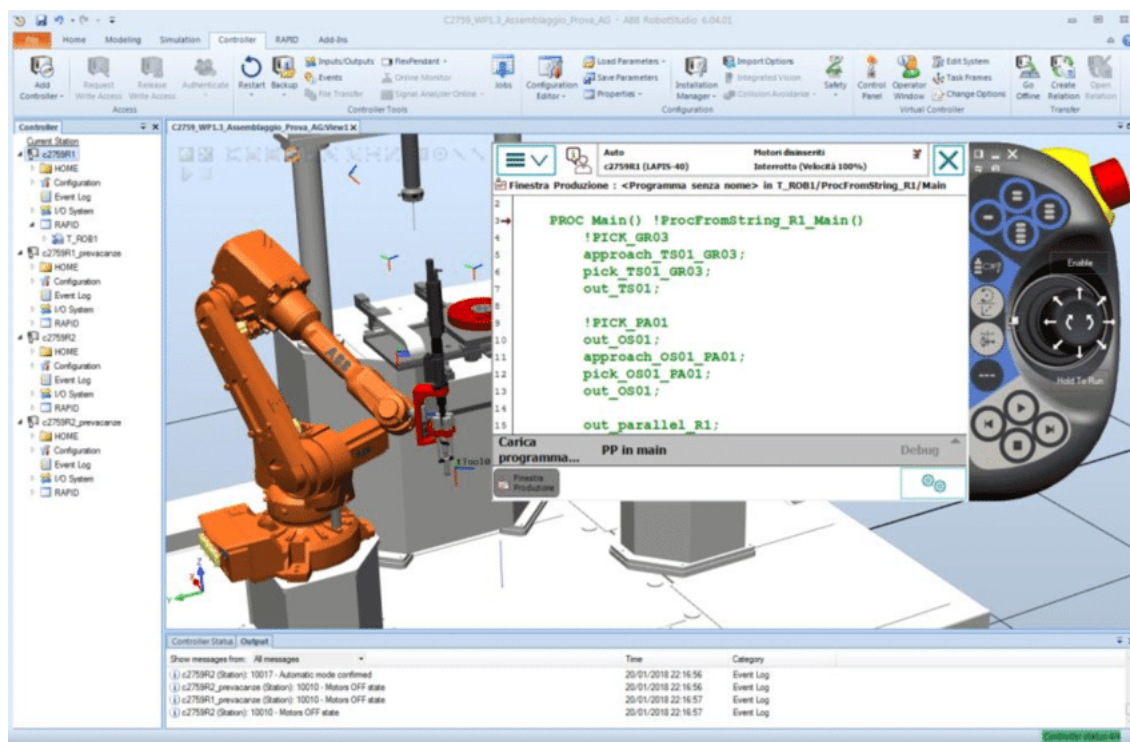 C2759_WP1.3_Assemblaggio_Prova_AG - ABB RobotStudio 6.04.01
File Home Modeling Simulation Controller RAPID Add-Ins
Add Controller
Request Write Access
Release Write Access
Authenticate
Access
Restart
Backup
Inputs/Outputs
Events
File Transfer
FlexPendant
Online Monitor
Signal Analyzer Online
Jobs
Controller Tools
Configuration Editor
Load Parameters
Save Parameters
Properties
Installation Manager
Import Options
Integrated Vision
Collision Avoidance
Configuration
Safety
Control Panel
Operator Window
Edit System
Task Frames
Change Options
Virtual Controller
Go Offline
Create Relation
Open Relation
Transfer
Controller
Current Station
c2759R1
HOME
Configuration
Event Log
I/O System
RAPID
T_ROB1
c2759R1_prevacanze
HOME
Configuration
Event Log
I/O System
RAPID
c2759R2
HOME
Configuration
Event Log
I/O System
RAPID
c2759R2_prevacanze
HOME
Configuration
Event Log
I/O System
RAPID
C2759_WP1.3_Assemblaggio_Prova_AG:View1
ABB
Tool0
Z
X
Y
Auto
c2759R1 (LAPIS-40)
Motori disinseriti
Interrotto (Velocità 100%)
Finestra Produzione : <Programma senza nome> in T_ROB1/ProcFromString_R1/Main
2
3 PROC Main() !ProcFromString_R1_Main()
4 !PICK_GR03
5 approach_TS01_GR03;
6 pick_TS01_GR03;
7 out_TS01;
8
9 !PICK_PA01
10 out_OS01;
11 approach_OS01_PA01;
12 pick_OS01_PA01;
13 out_OS01;
14
15 out_parallel_R1;
Carica programma...
PP in main
Debug
Finestra Produzione
Enable
Hold To Run
Controller Status Output
Show messages from: All messages Time Category
c2759R2 (Station): 10017 - Automatic mode confirmed 20/01/2018 22:16:56 Event Log
c2759R2_prevacanze (Station): 10010 - Motors OFF state 20/01/2018 22:16:56 Event Log
c2759R1_prevacanze (Station): 10010 - Motors OFF state 20/01/2018 22:16:57 Event Log
c2759R2 (Station): 10010 - Motors OFF state 20/01/2018 22:16:57 Event Log
Controller status: 4/4